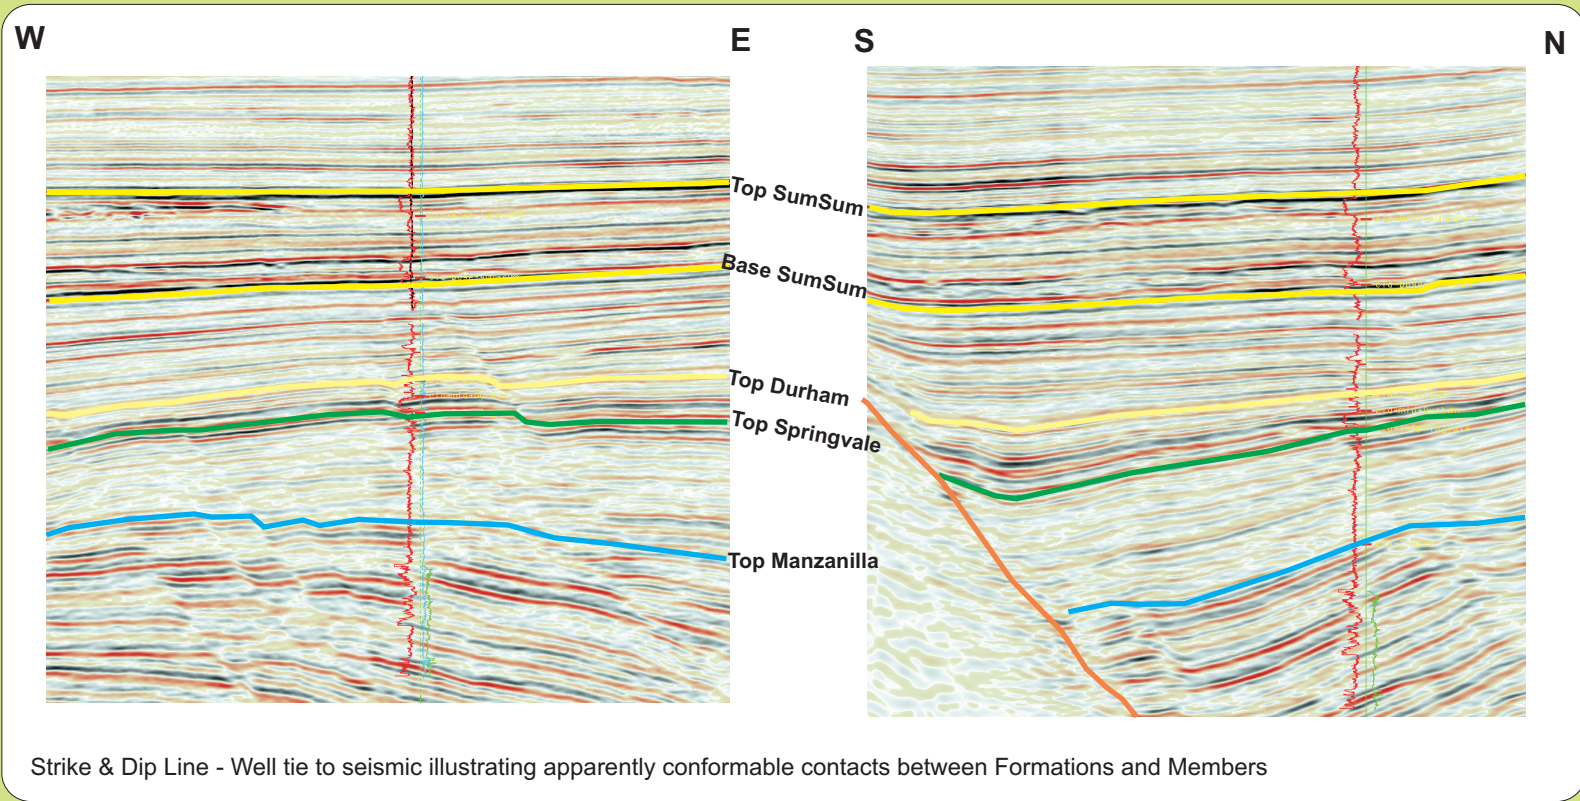 W
E
S
N
Top SumSum
Base SumSum
Top Durham
Top Springvale
Top Manzanilla
Strike & Dip Line - Well tie to seismic illustrating apparently conformable contacts between Formations and Members